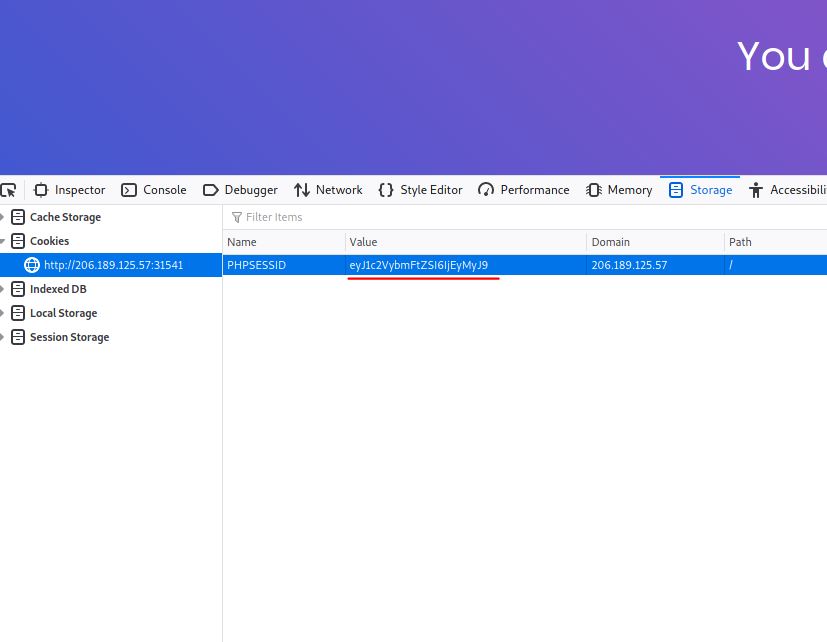 You
Inspector Console Debugger Network Style Editor Performance Memory Storage Accessibili
Cache Storage
Filter Items
Cookies
Name Value Domain Path
http://206.189.125.57:31541
PHPSESSID eyJ1c2VybmFtZSI6IjEyMyJ9 206.189.125.57 /
Indexed DB
Local Storage
Session Storage